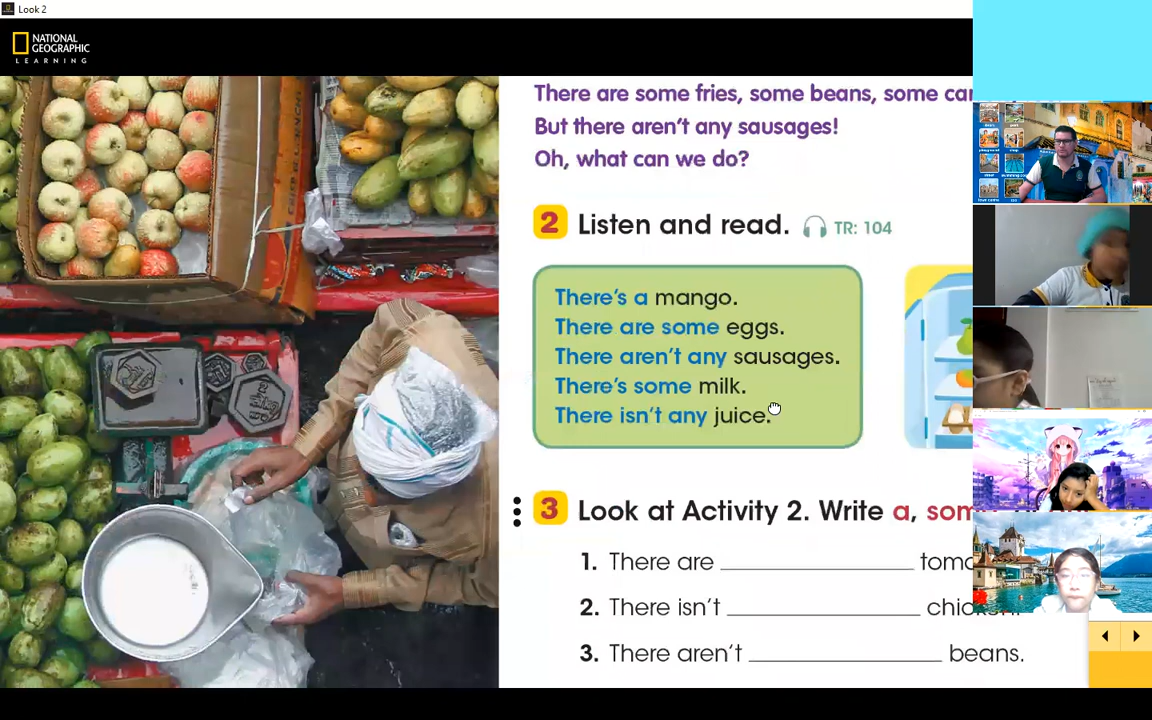 Look 2
NATIONAL
GEOGRAPHIC
LEARNING
There are some fries, some beans, some
But there aren't any sausages!
Oh, what can we do?
2 Listen and read. TR: 104
There's a mango.
There are some eggs.
There aren't any sausages.
There's some milk.
There isn't any juice.
3 Look at Activity 2. Write a,
1. There are
2. There isn't
3. There aren't beans.